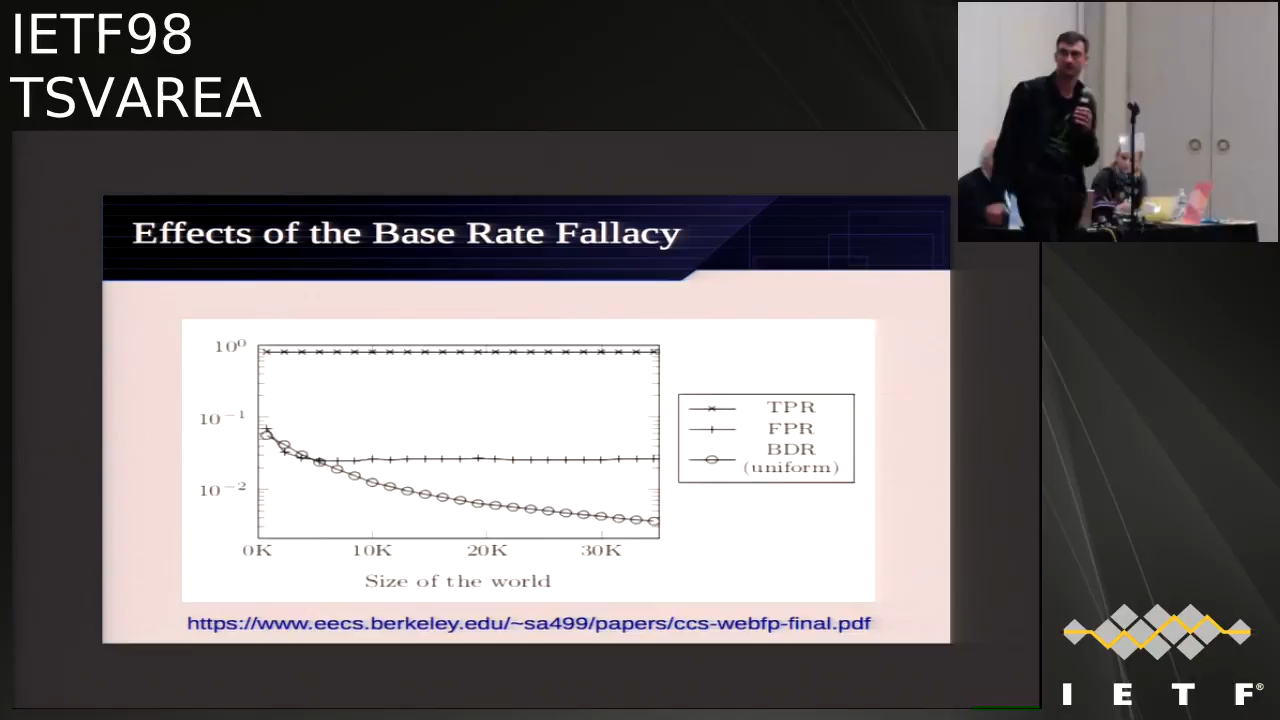 IETF98
TSVAREA
Effects of the Base Rate Fallacy
10⁰
10⁻¹
10⁻²
0K 10K 20K 30K
Size of the world
TPR
FPR
BDR
(uniform)
https://www.eecs.berkeley.edu/~sa499/papers/ccs-webfp-final.pdf
I E T F®